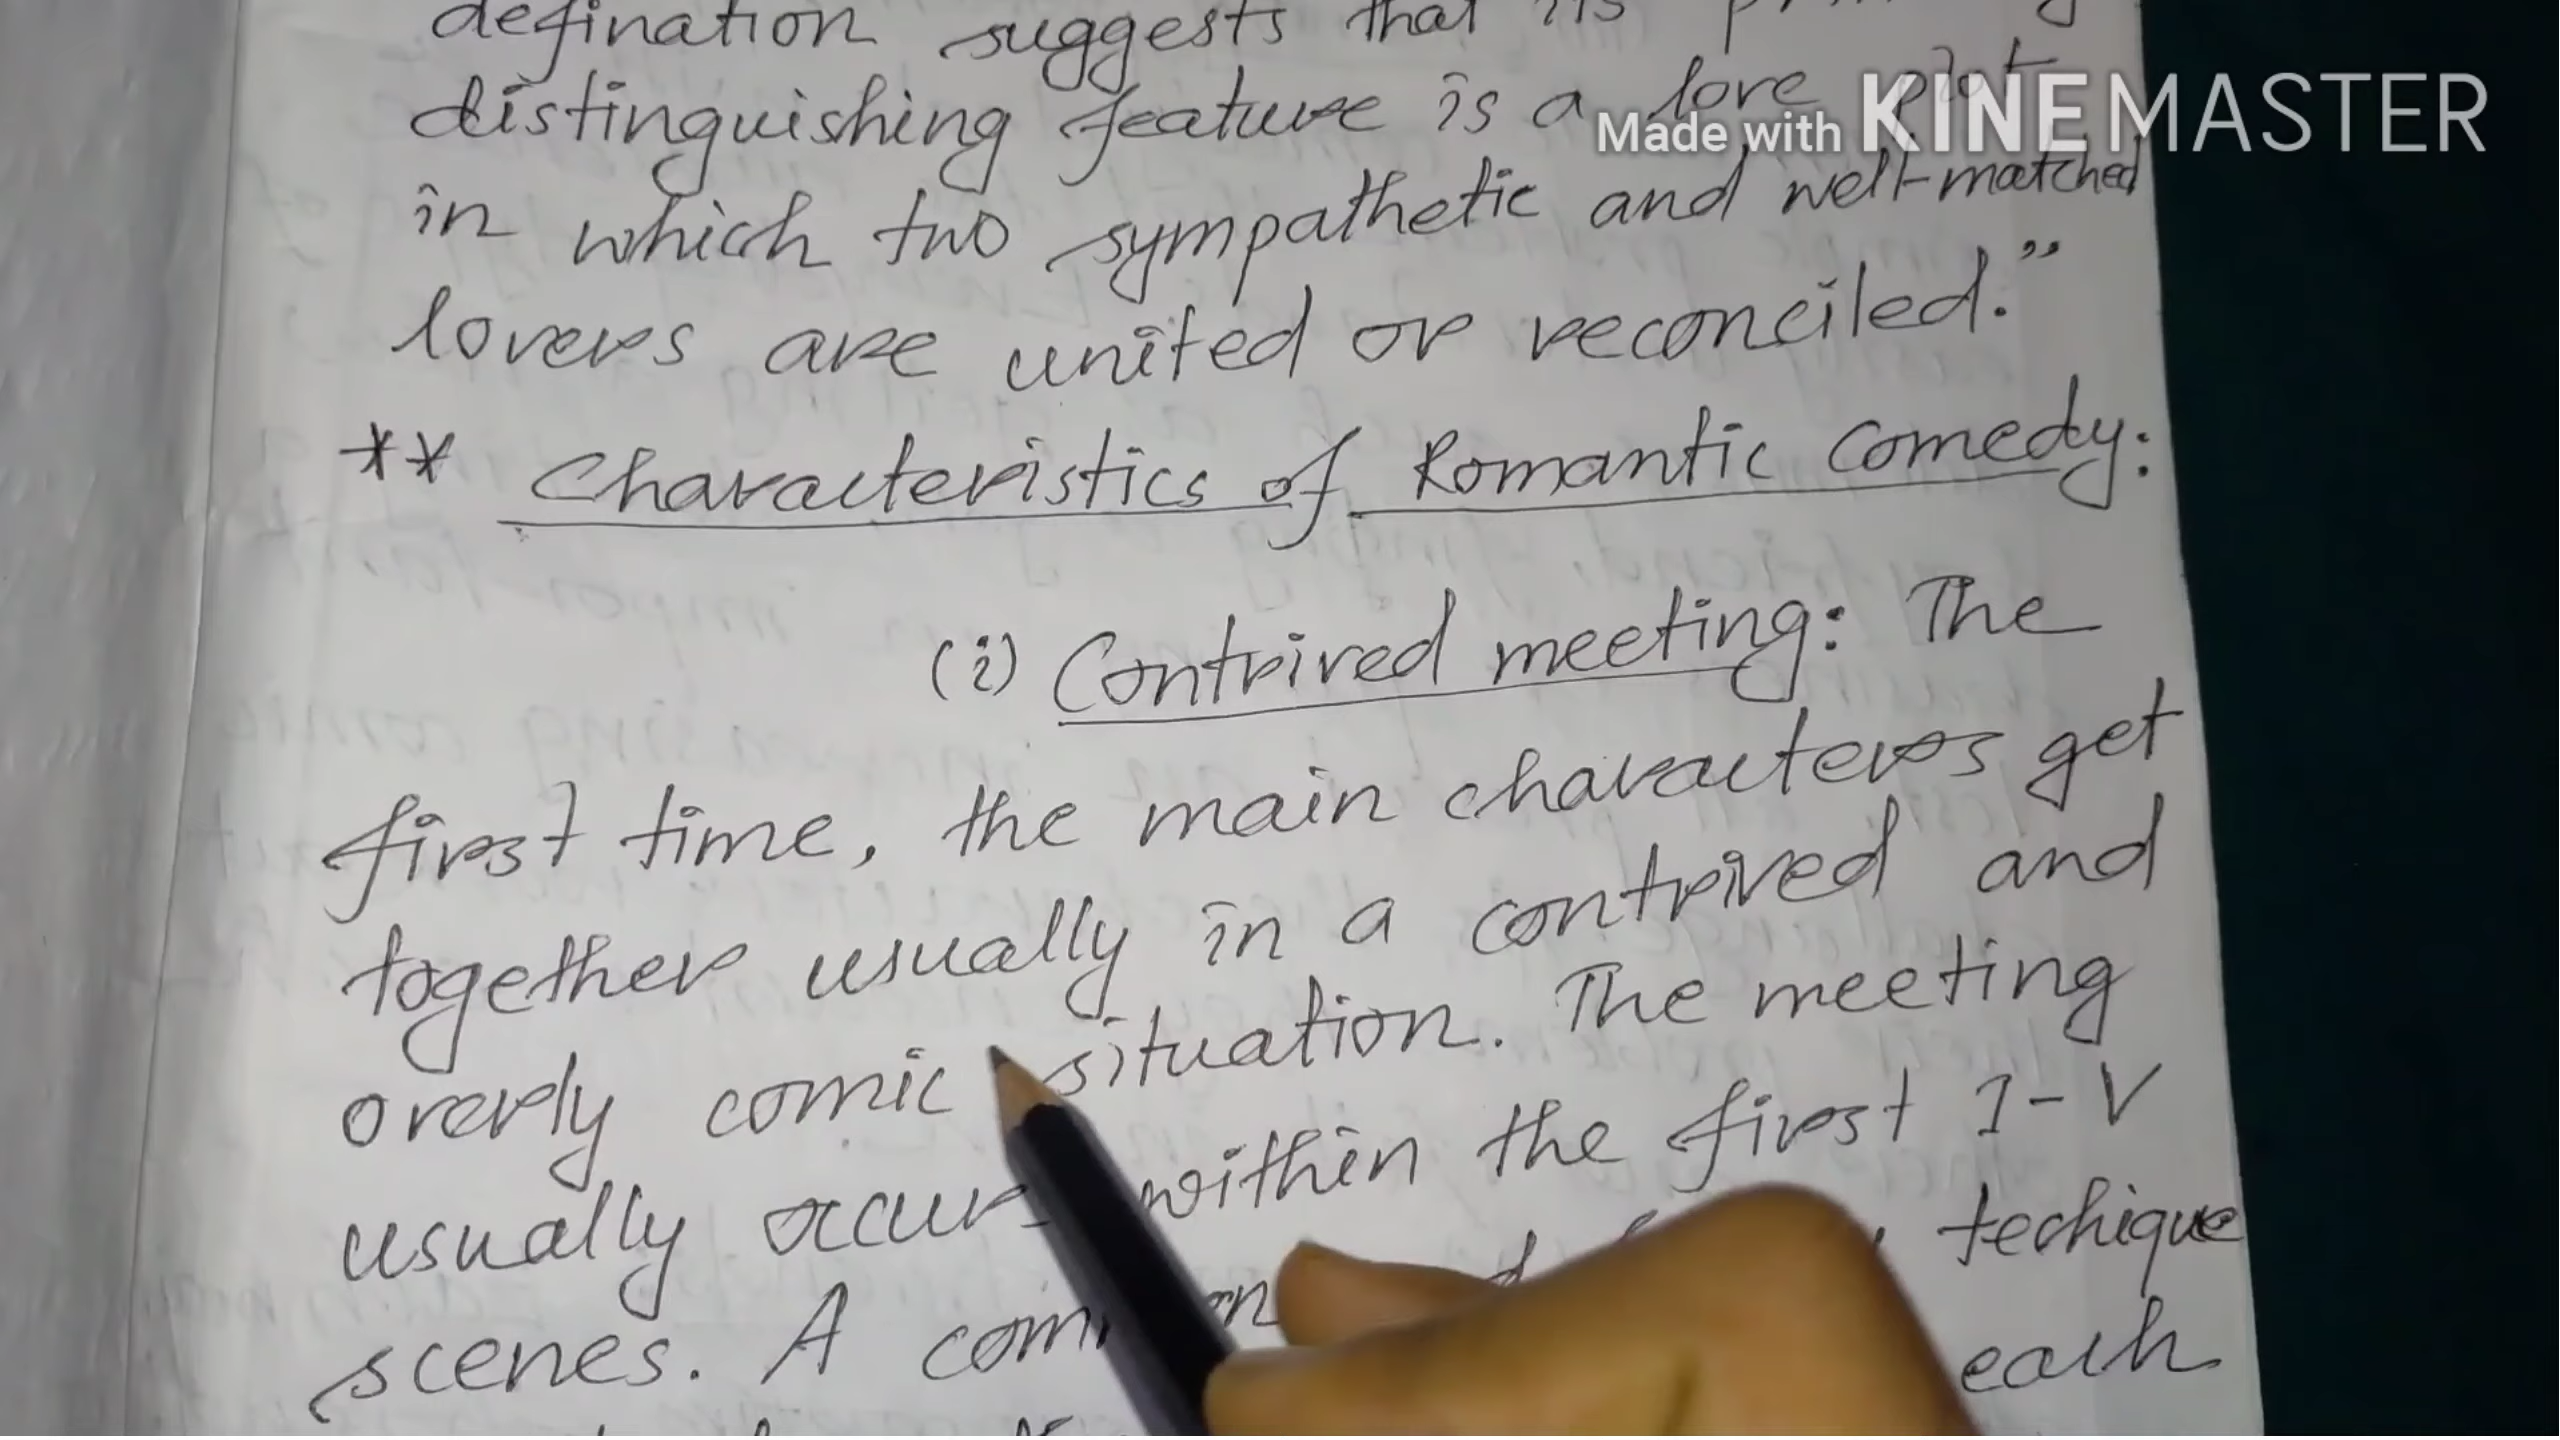 defination suggests that its
distinguishing feature is a love plot
Made with KINEMASTER
in which two sympathetic and well-matched
lovers are united or reconciled."
** Characteristics of Romantic Comedy:
(i) Contrived meeting: The
first time, the main characters get
together usually in a contrived and
overly comic situation. The meeting
usually occurs within the first I-V
scenes. A techique
each